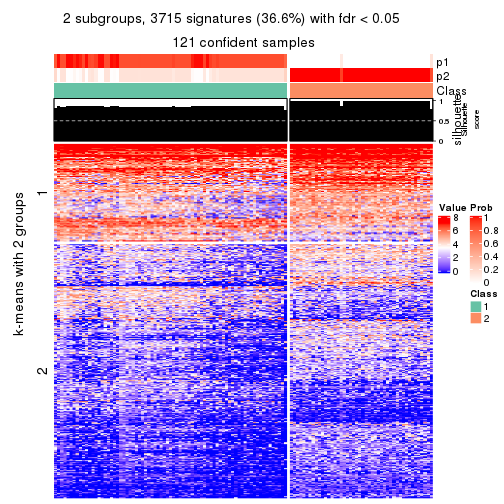 2 subgroups, 3715 signatures (36.6%) with fdr < 0.05
121 confident samples
p1
p2
Class
silhouette
Silhouette
score
1
0.5
0
k-means with 2 groups
1
2
Value
8
6
4
2
0
Prob
1
0.8
0.6
0.4
0.2
0
Class
1
2